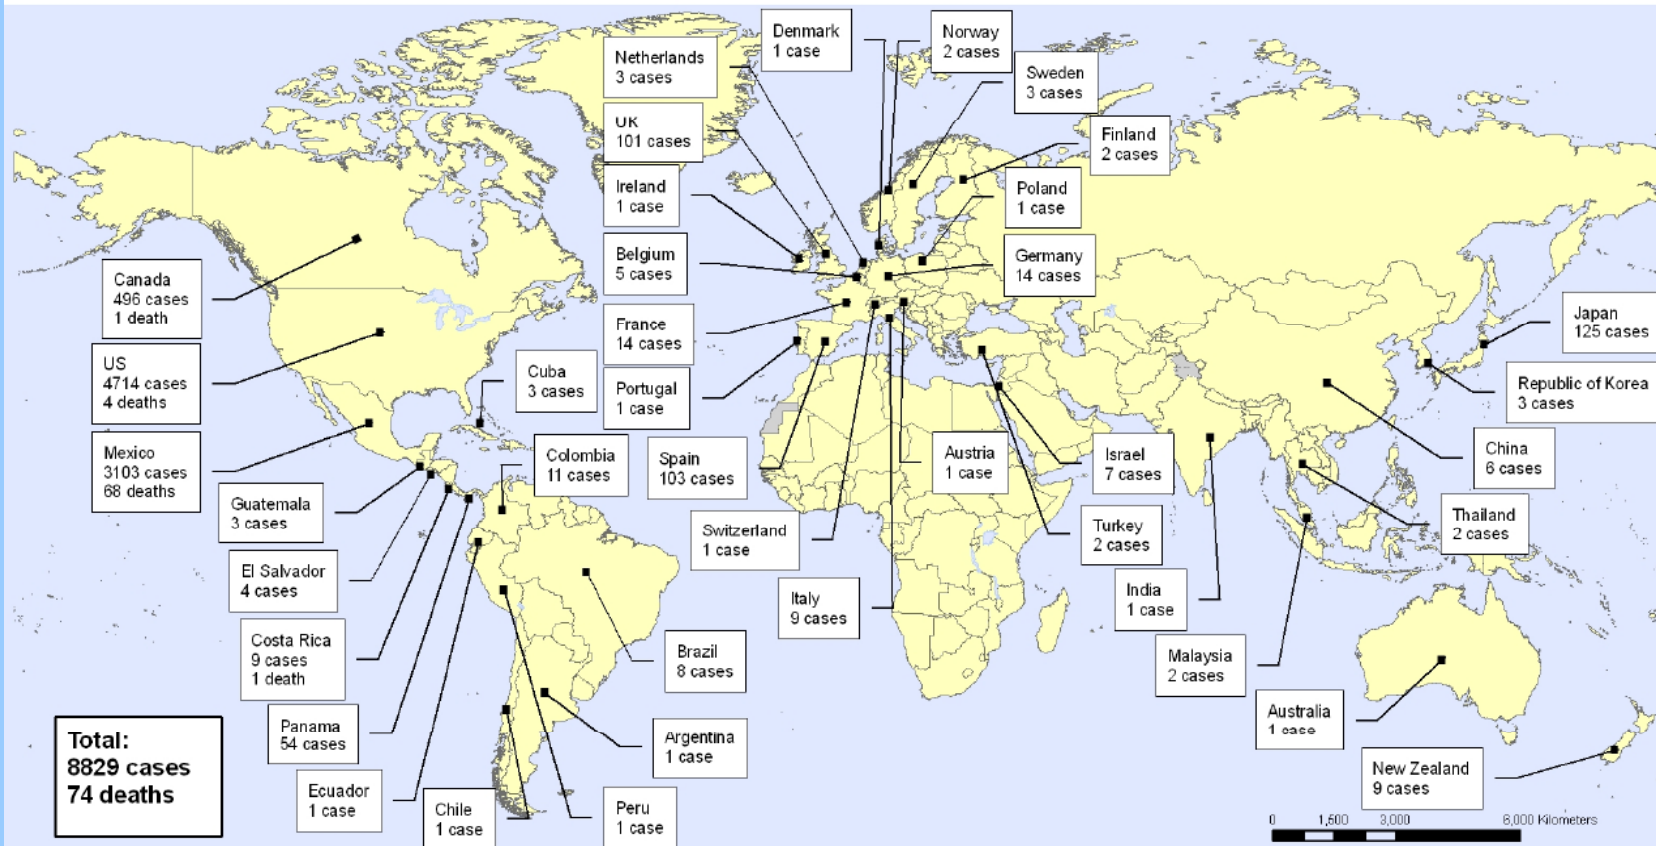 Denmark
1 case
Norway
2 cases
Netherlands
3 cases
Sweden
3 cases
UK
101 cases
Finland
2 cases
Ireland
1 case
Poland
1 case
Belgium
5 cases
Germany
14 cases
Canada
496 cases
1 death
France
14 cases
Japan
125 cases
US
4714 cases
4 deaths
Cuba
3 cases
Portugal
1 case
Republic of Korea
3 cases
Mexico
3103 cases
68 deaths
Colombia
11 cases
Spain
103 cases
Austria
1 case
Israel
7 cases
China
6 cases
Guatemala
3 cases
Switzerland
1 case
Turkey
2 cases
Thailand
2 cases
El Salvador
4 cases
Italy
9 cases
India
1 case
Costa Rica
9 cases
1 death
Brazil
8 cases
Malaysia
2 cases
Panama
54 cases
Argentina
1 case
Australia
1 case
Total:
8829 cases
74 deaths
Ecuador
1 case
Chile
1 case
Peru
1 case
New Zealand
9 cases
0 1,500 3,000 6,000 Kilometers